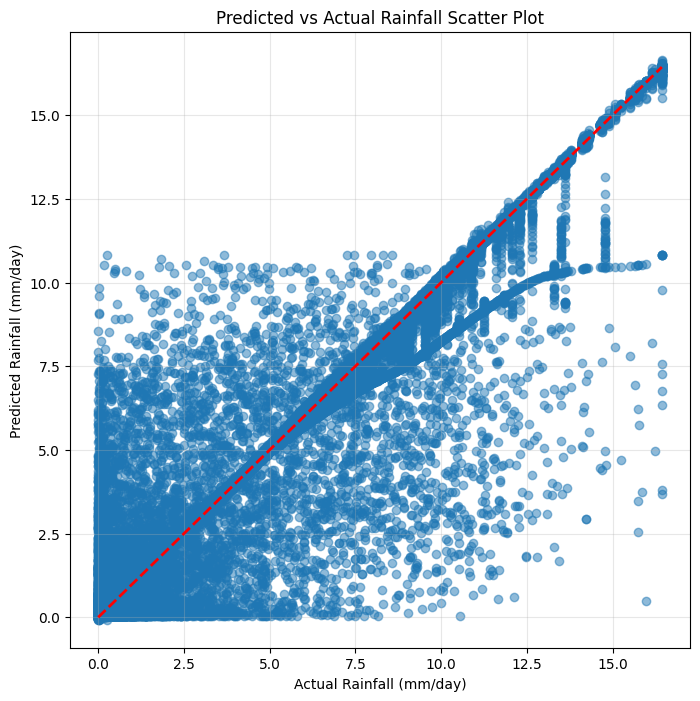 Predicted vs Actual Rainfall Scatter Plot
Predicted Rainfall (mm/day)
15.0
12.5
10.0
7.5
5.0
2.5
0.0
0.0 2.5 5.0 7.5 10.0 12.5 15.0
Actual Rainfall (mm/day)